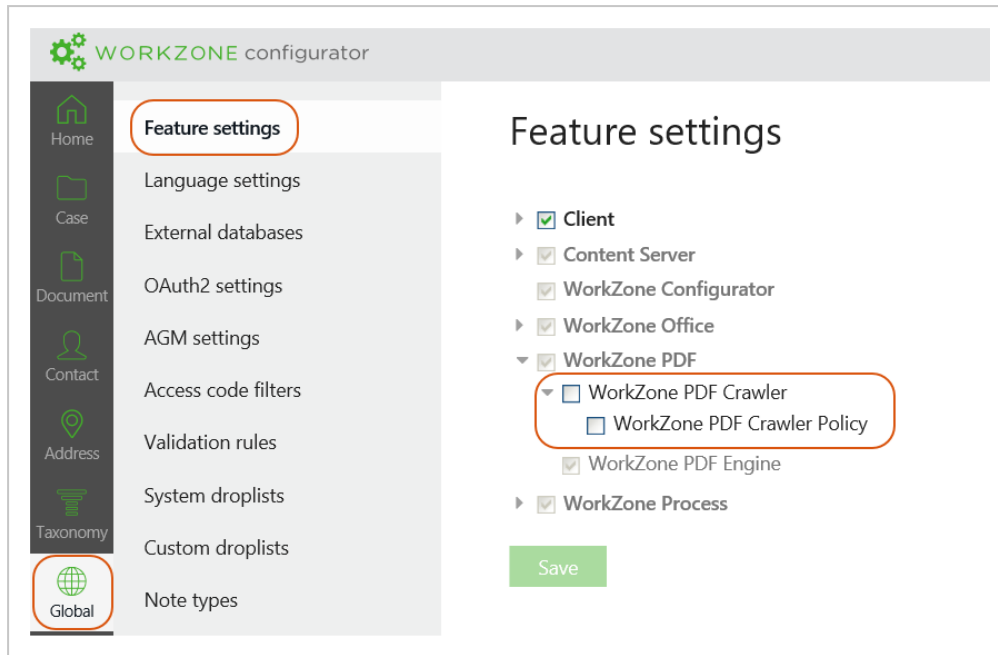 WORKZONE configurator
Home
Case
Document
Contact
Address
Taxonomy
Global
Feature settings
Language settings
External databases
OAuth2 settings
AGM settings
Access code filters
Validation rules
System droplists
Custom droplists
Note types
Feature settings
Client
Content Server
WorkZone Configurator
WorkZone Office
WorkZone PDF
WorkZone PDF Crawler
WorkZone PDF Crawler Policy
WorkZone PDF Engine
WorkZone Process
Save